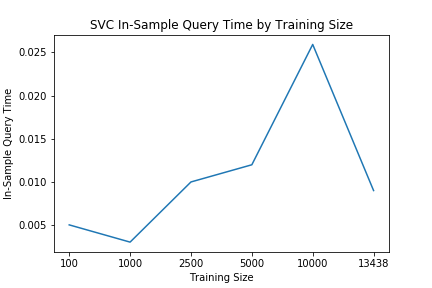 SVC In-Sample Query Time by Training Size
In-Sample Query Time
0.025
0.020
0.015
0.010
0.005
100 1000 2500 5000 10000 13438
Training Size